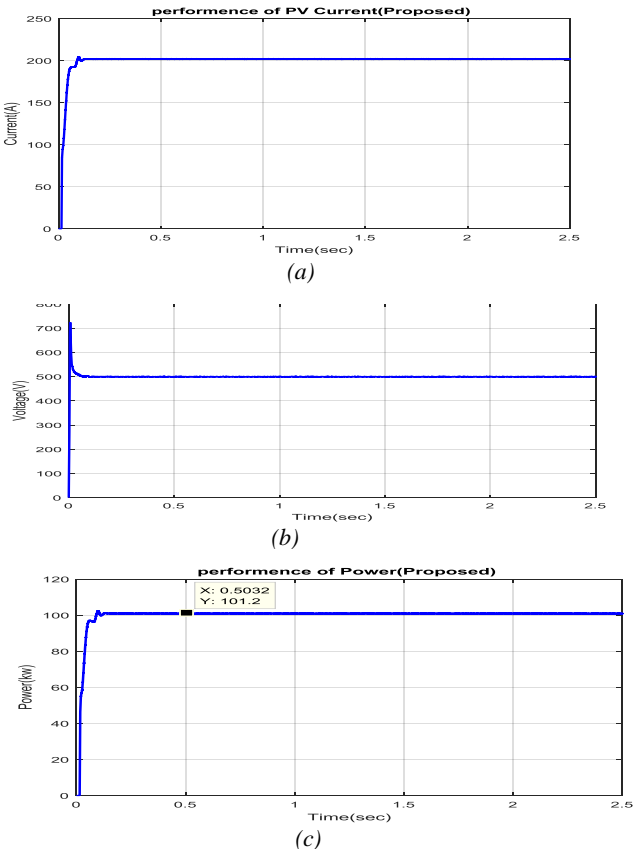 performence of PV Current(Proposed)
250
200
150
100
50
0
Current(A)
0 0.5 1 1.5 2 2.5
Time(sec)
(a)
800
700
600
500
400
300
200
100
0
Voltage(V)
0 0.5 1 1.5 2 2.5
Time(sec)
(b)
performence of Power(Proposed)
120
100
80
60
40
20
0
Power(kw)
X: 0.5032
Y: 101.2
0 0.5 1 1.5 2 2.5
Time(sec)
(c)